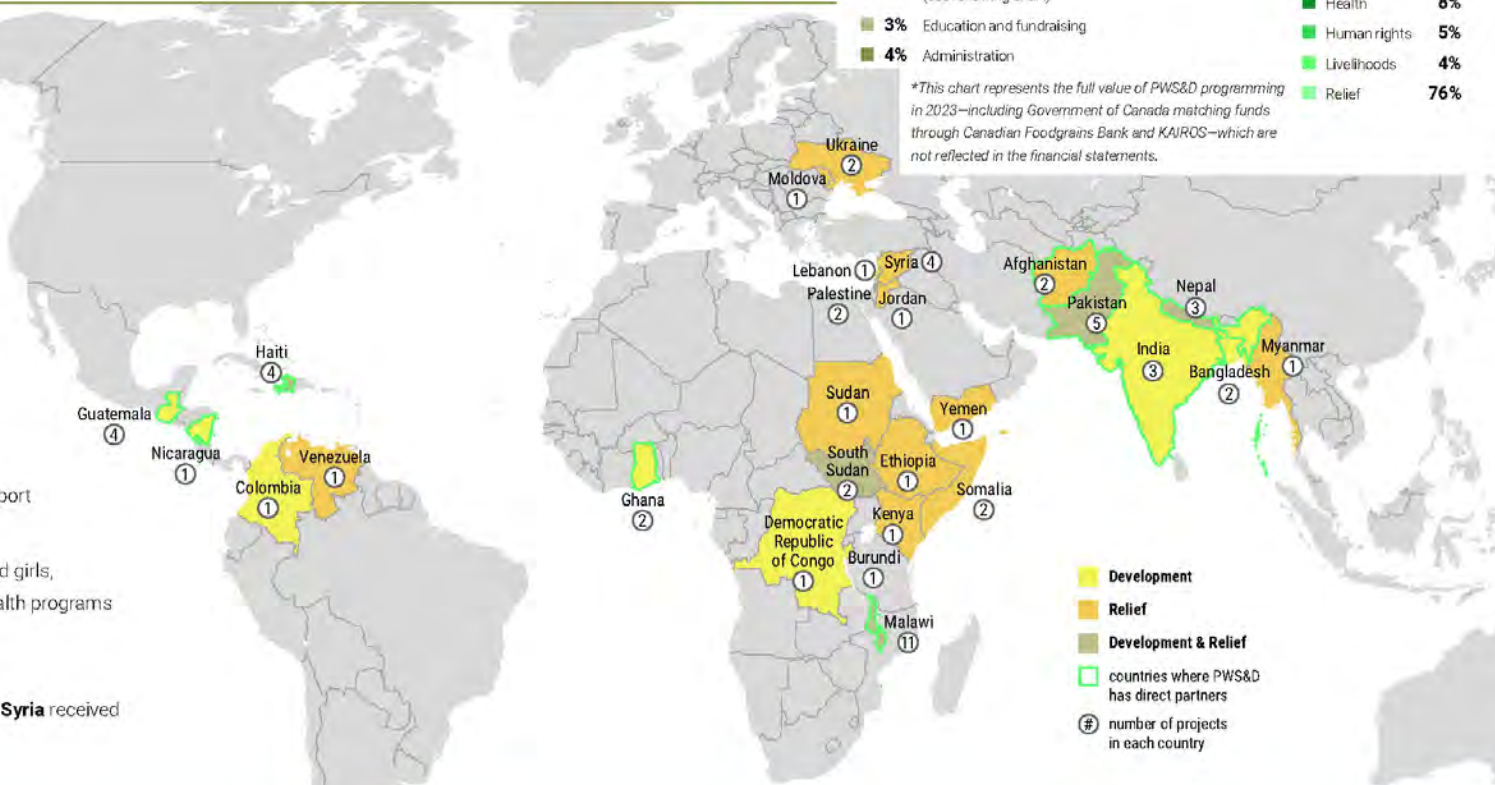 Health 8%
3% Education and fundraising
Human rights 5%
4% Administration
Livelihoods 4%
Relief 76%
*This chart represents the full value of PWS&D programming
in 2023—including Government of Canada matching funds
through Canadian Foodgrains Bank and KAIROS—which are
not reflected in the financial statements.
Ukraine
2
Moldova
1
Lebanon 1
Syria 4
Palestine
2
Jordan
1
Afghanistan
2
Pakistan
5
Nepal
3
India
3
Bangladesh
2
Myanmar
1
Haiti
4
Guatemala
4
Nicaragua
1
Colombia
1
Venezuela
1
Ghana
2
Sudan
1
Yemen
1
South
Sudan
2
Ethiopia
1
Somalia
2
Kenya
1
Democratic
Republic
of Congo
1
Burundi
1
Malawi
11
port
d girls,
alth programs
Syria received
Development
Relief
Development & Relief
countries where PWS&D
has direct partners
# number of projects
in each country